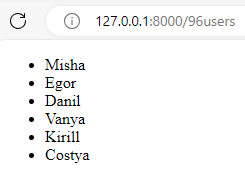 127.0.0.1:8000/96users
Misha
Egor
Danil
Vanya
Kirill
Costya